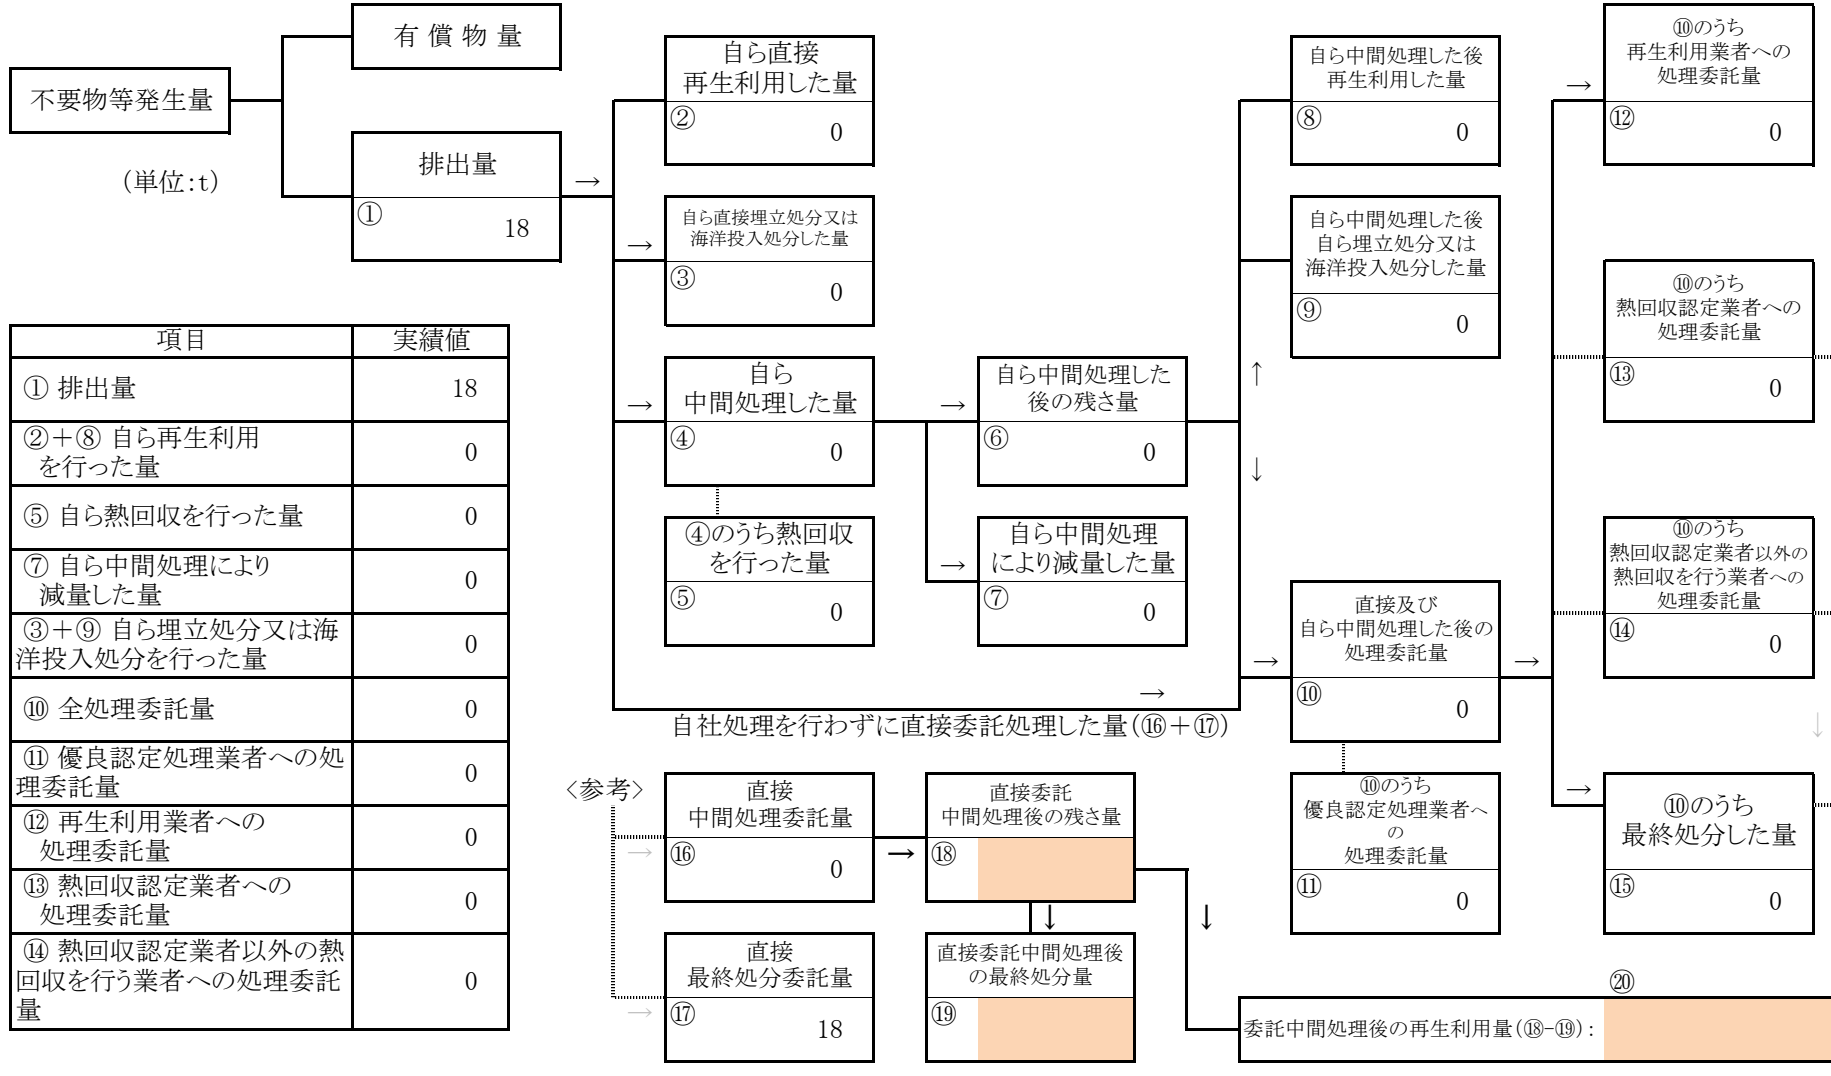 不要物等発生量
(単位:t)
有 償 物 量
排出量
①
18
→
自ら直接
再生利用した量
②
0
→
自ら直接埋立処分又は
海洋投入処分した量
③
0
→
自ら
中間処理した量
④
0
④のうち熱回収
を行った量
⑤
0
→
自ら中間処理した
後の残さ量
⑥
0
→
自ら中間処理
により減量した量
⑦
0
↑
↓
自ら中間処理した後
再生利用した量
⑧
0
自ら中間処理した後
自ら埋立処分又は
海洋投入処分した量
⑨
0
→
自社処理を行わずに直接委託処理した量(⑯+⑰)
→
直接及び
自ら中間処理した後の
処理委託量
⑩
0
⑩のうち
優良認定処理業者へ
の
処理委託量
⑪
0
→
→
⑩のうち
再生利用業者への
処理委託量
⑫
0
⑩のうち
熱回収認定業者への
処理委託量
⑬
0
⑩のうち
熱回収認定業者以外の
熱回収を行う業者への
処理委託量
⑭
0
↓
→
⑩のうち
最終処分した量
⑮
0
項目 実績値
① 排出量 18
②+⑧ 自ら再生利用
を行った量 0
⑤ 自ら熱回収を行った量 0
⑦ 自ら中間処理により
減量した量 0
③+⑨ 自ら埋立処分又は海
洋投入処分を行った量 0
⑩ 全処理委託量 0
⑪ 優良認定処理業者への処
理委託量 0
⑫ 再生利用業者への
処理委託量 0
⑬ 熱回収認定業者への
処理委託量 0
⑭ 熱回収認定業者以外の熱
回収を行う業者への処理委託
量 0
<参考>
→
直接
中間処理委託量
⑯
0
→
直接委託
中間処理後の残さ量
⑱
↓
↓
→
直接
最終処分委託量
⑰
18
直接委託中間処理後
の最終処分量
⑲
⑳
委託中間処理後の再生利用量(⑱-⑲):